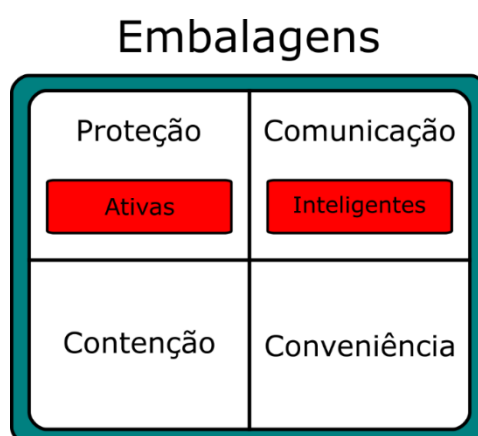 Embalagens
Proteção
Comunicação
Ativas
Inteligentes
Contenção
Conveniência